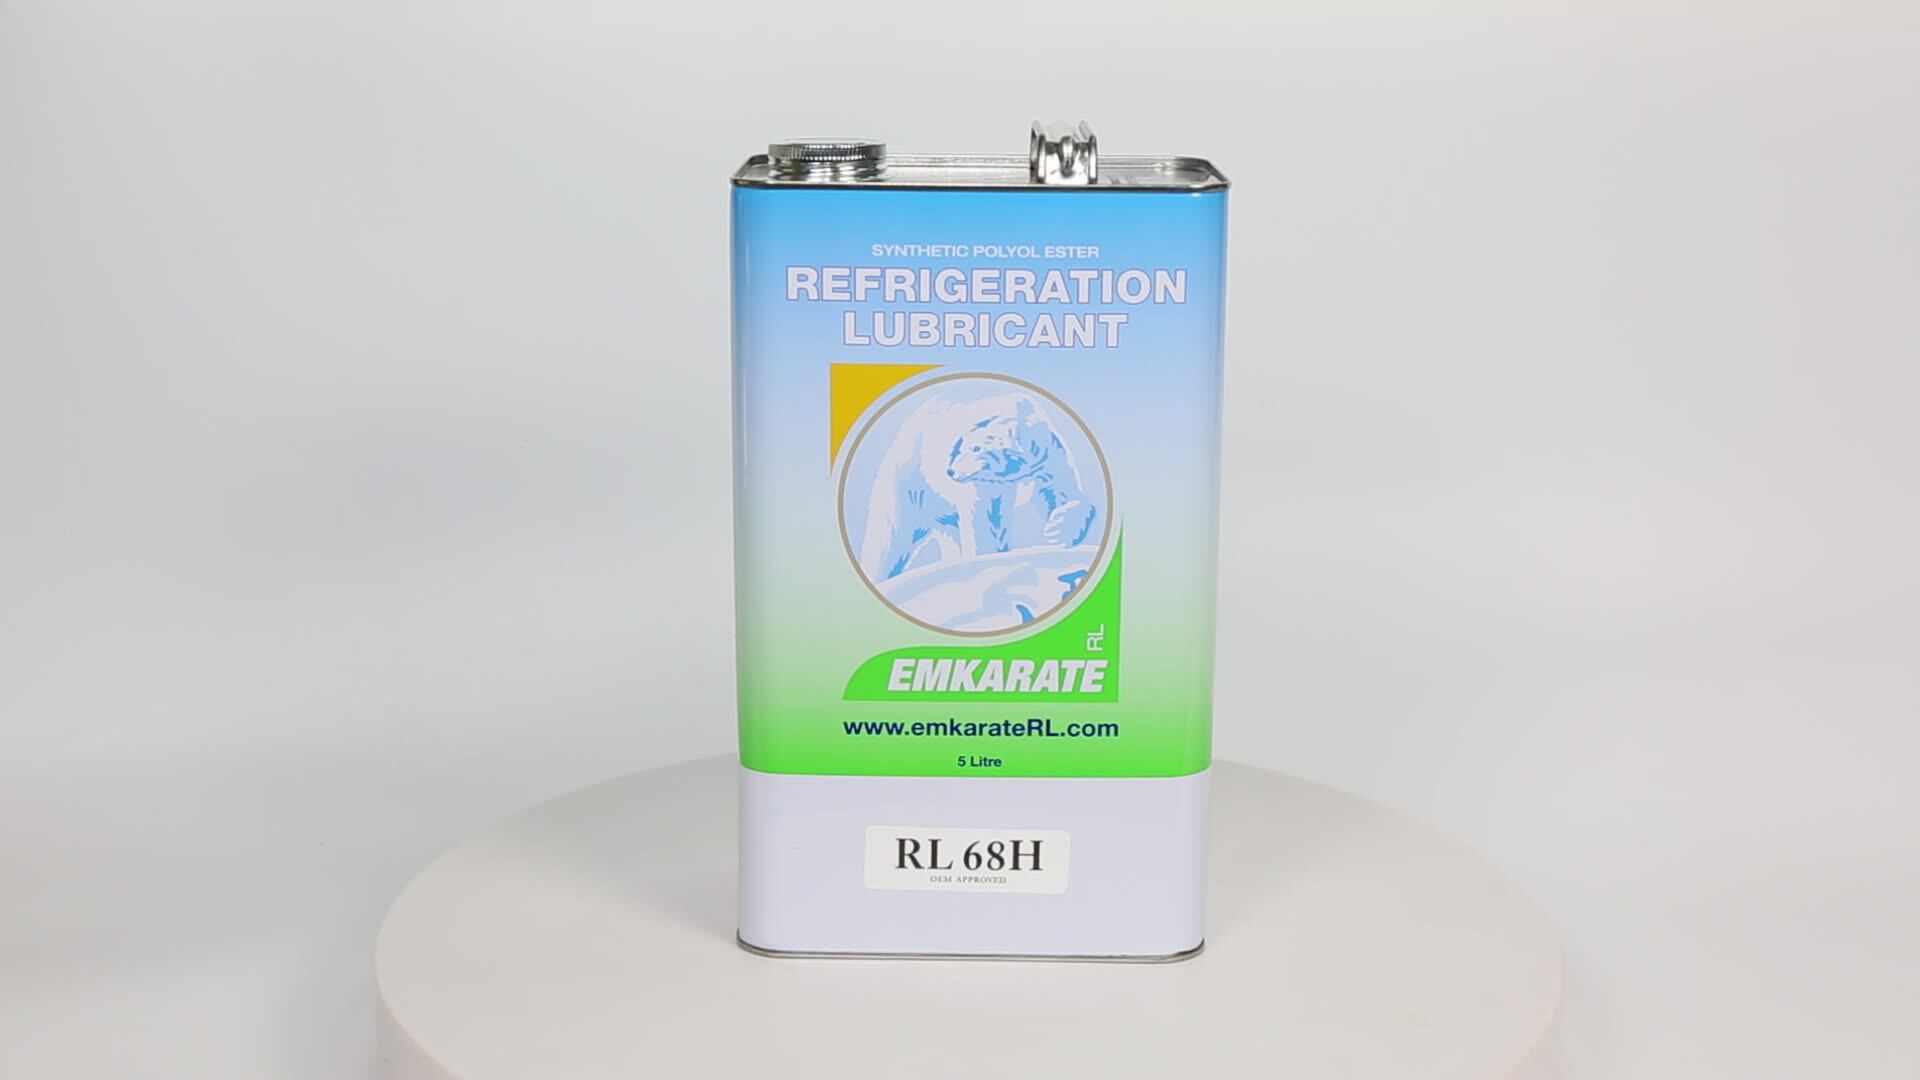 SYNTHETIC POLYOL ESTER
REFRIGERATION
LUBRICANT
RL
EMKARATE
www.emkarateRL.com
5 Litre
RL 68H
OEM APPROVED